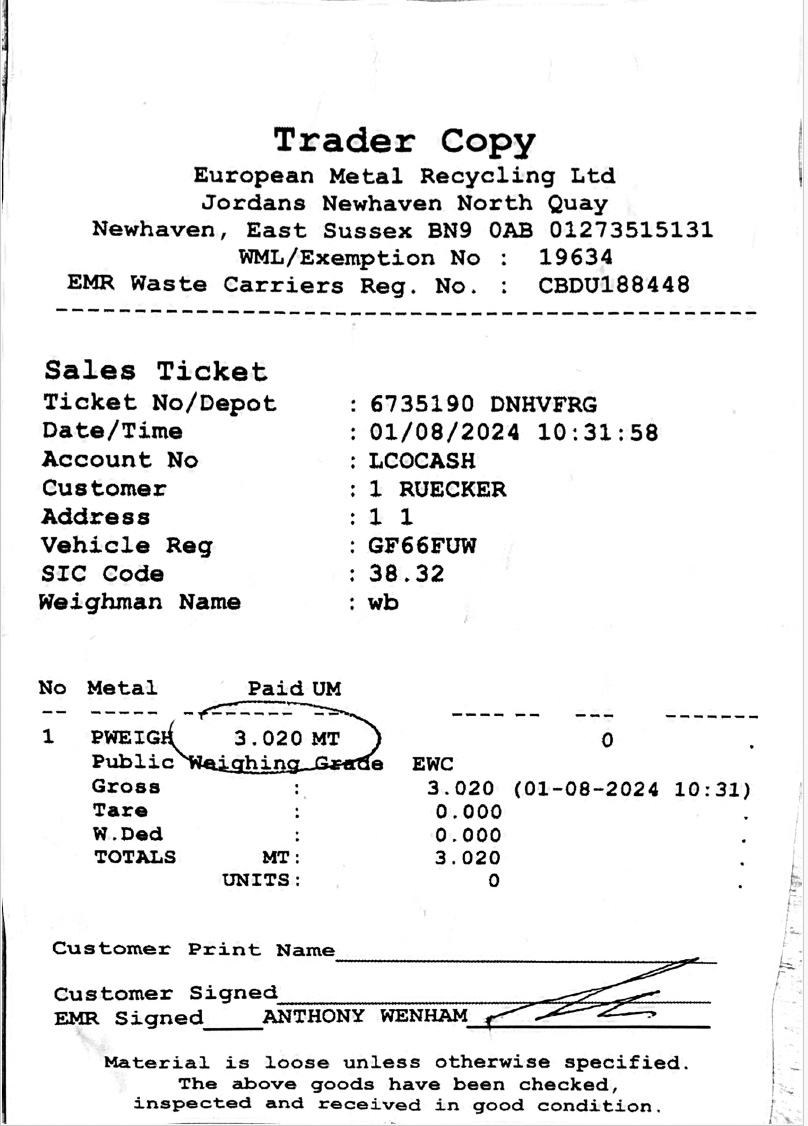 Trader Copy
European Metal Recycling Ltd
Jordans Newhaven North Quay
Newhaven, East Sussex BN9 0AB 01273515131
WML/Exemption No : 19634
EMR Waste Carriers Reg. No. : CBDU188448
Sales Ticket
Ticket No/Depot : 6735190 DNHVFRG
Date/Time : 01/08/2024 10:31:58
Account No : LCOCASH
Customer : 1 RUECKER
Address : 1 1
Vehicle Reg : GF66FUW
SIC Code : 38.32
Weighman Name : wb
No Metal Paid UM
1 PWEIGH 3.020 MT 0 .
Public Weighing Grade EWC
Gross : 3.020 (01-08-2024 10:31)
Tare : 0.000 .
W.Ded : 0.000 .
TOTALS MT: 3.020 .
UNITS: 0 .
Customer Print Name
Customer Signed
EMR Signed ANTHONY WENHAM
Material is loose unless otherwise specified.
The above goods have been checked,
inspected and received in good condition.